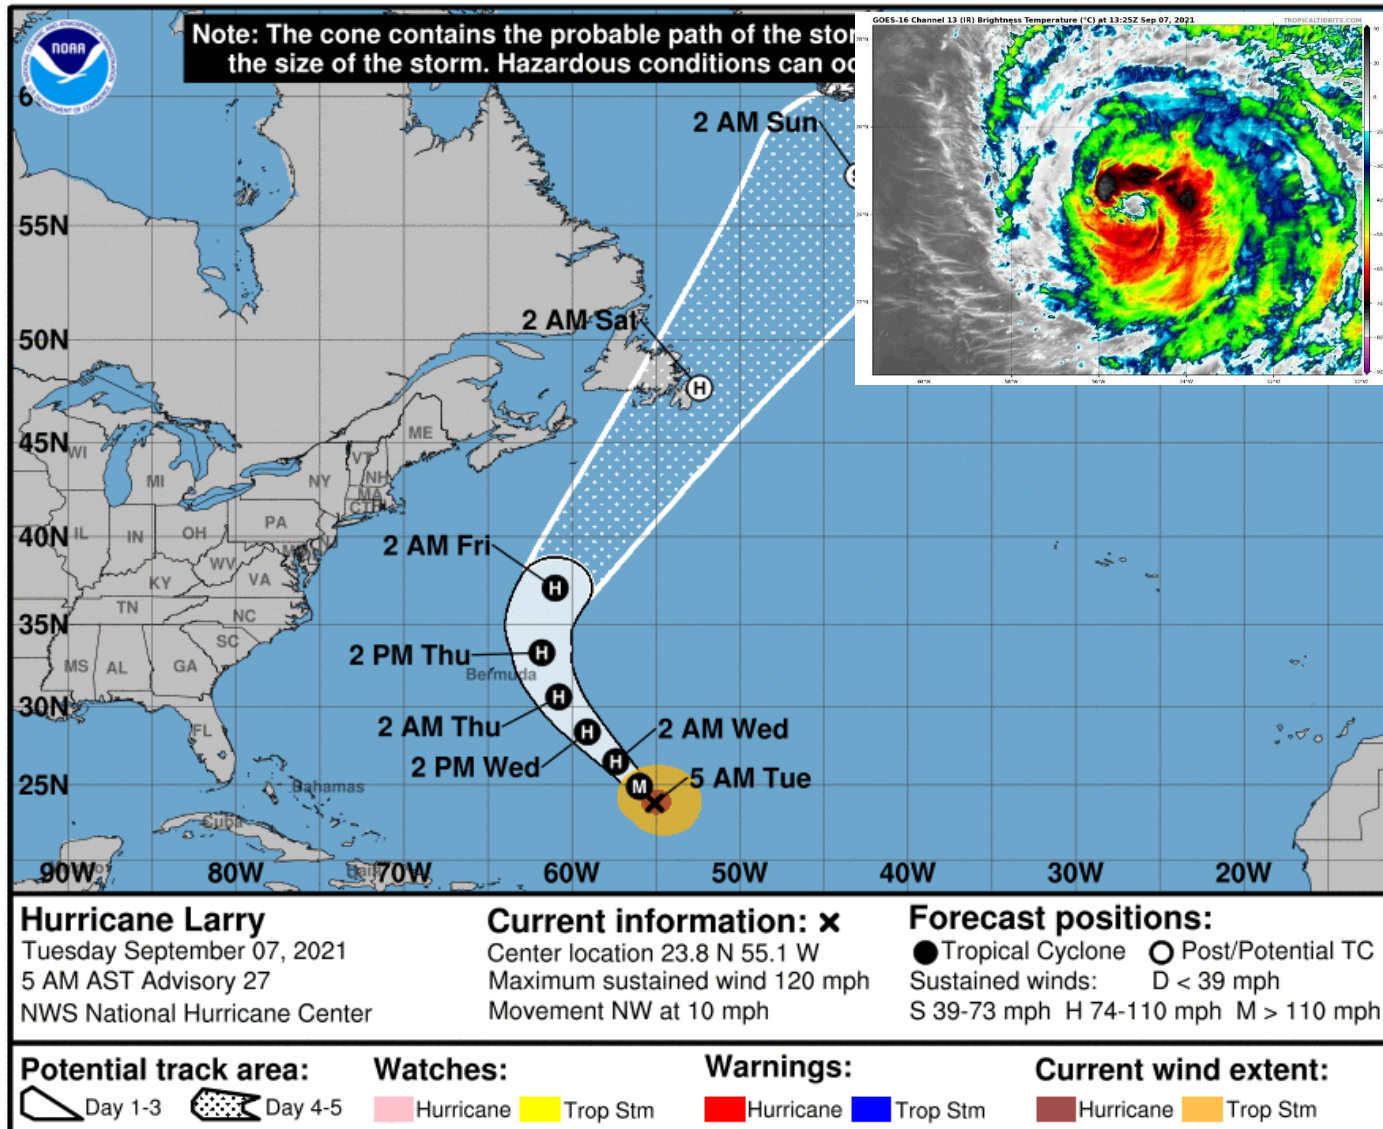 Note: The cone contains the probable path of the stor
the size of the storm. Hazardous conditions can oc
NOAA
GOES-16 Channel 13 (IR) Brightness Temperature (°C) at 13:25Z Sep 07, 2021
TROPICALTIDBITS.COM
2 AM Sun
S
55N
2 AM Sat
50N
H
45N
WI
MI
ME
VT
NH
NY
MA
CT
RI
40N
IL
IN
OH
PA
NJ
WV
VA
KY
2 AM Fri
H
TN
NC
35N
SC
MS
AL
GA
2 PM Thu
H
Bermuda
30N
H
FL
2 AM Thu
2 AM Wed
H
2 PM Wed
H
5 AM Tue
25N
M
Bahamas
Cuba
90W
80W
70W
60W
50W
40W
30W
20W
Hurricane Larry
Tuesday September 07, 2021
5 AM AST Advisory 27
NWS National Hurricane Center
Current information: ×
Center location 23.8 N 55.1 W
Maximum sustained wind 120 mph
Movement NW at 10 mph
Forecast positions:
Tropical Cyclone Post/Potential TC
Sustained winds: D < 39 mph
S 39-73 mph H 74-110 mph M > 110 mph
Potential track area:
Day 1-3 Day 4-5
Watches:
Hurricane Trop Stm
Warnings:
Hurricane Trop Stm
Current wind extent:
Hurricane Trop Stm